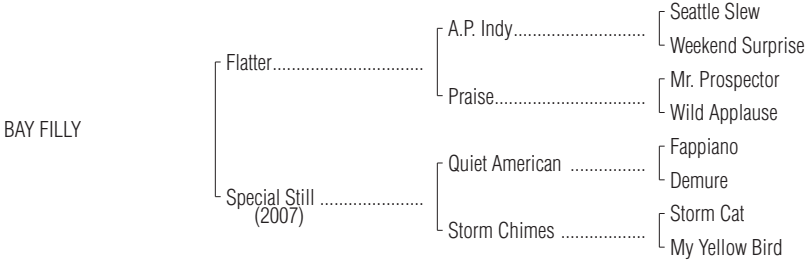 Seattle Slew
A.P. Indy..............................
Weekend Surprise
Flatter..................................
Mr. Prospector
Praise..................................
Wild Applause
BAY FILLY
Fappiano
Quiet American .................
Demure
Special Still .......................
(2007)
Storm Cat
Storm Chimes ...................
My Yellow Bird